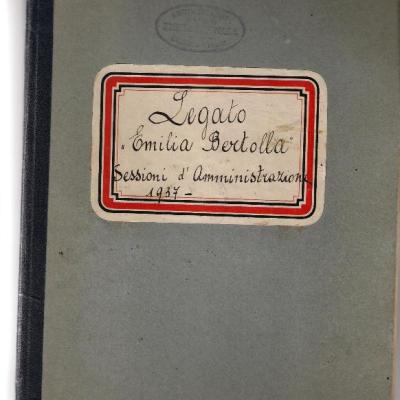 Legato
"Emilia Bertolla"
Sessioni d'Amministrazione
1937 -